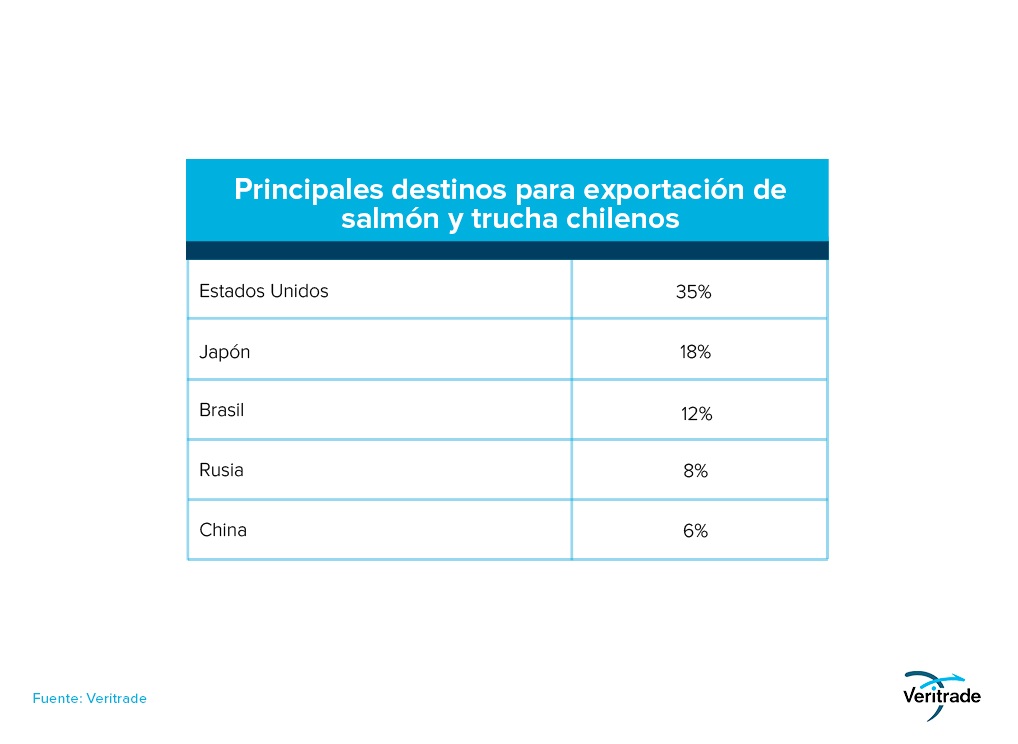 Principales destinos para exportación de
salmón y trucha chilenos
Estados Unidos 35%
Japón 18%
Brasil 12%
Rusia 8%
China 6%
Fuente: Veritrade
Veritrade